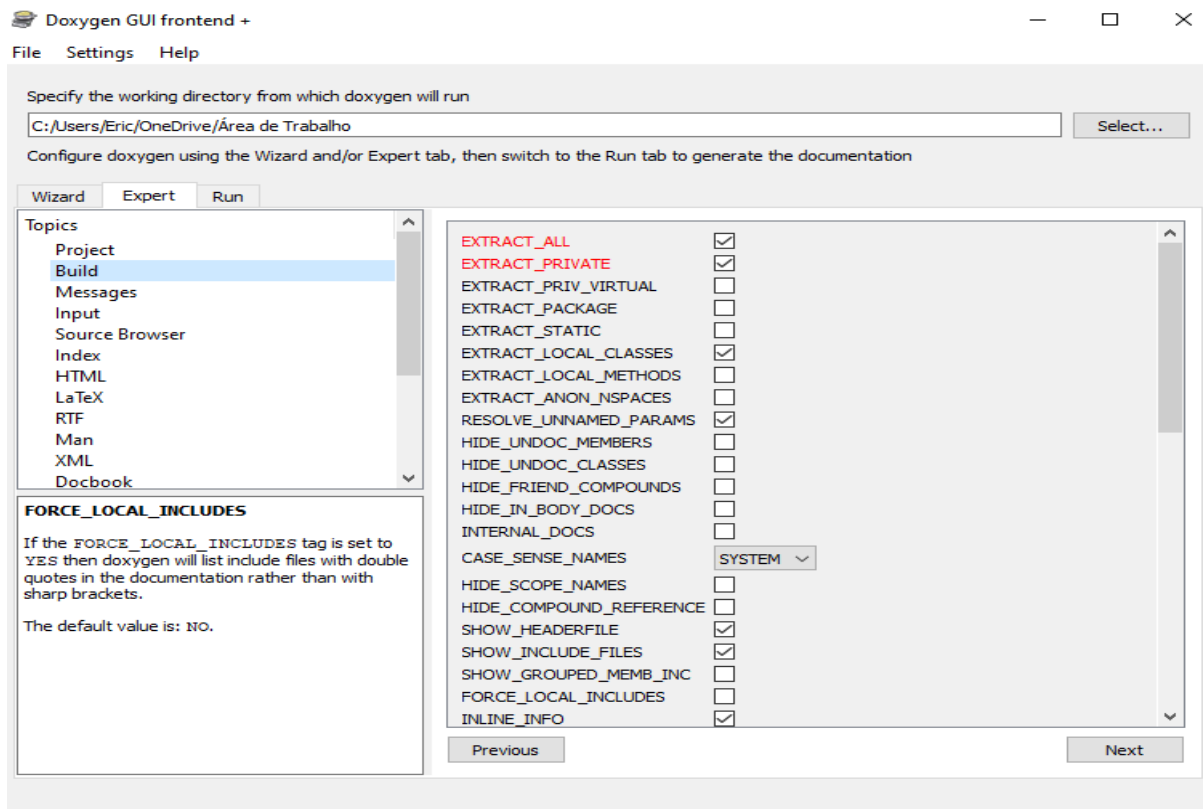 Doxygen GUI frontend +
File Settings Help
Specify the working directory from which doxygen will run
C:/Users/Eric/OneDrive/Área de Trabalho
Select...
Configure doxygen using the Wizard and/or Expert tab, then switch to the Run tab to generate the documentation
Wizard Expert Run
Topics
Project
Build
Messages
Input
Source Browser
Index
HTML
LaTeX
RTF
Man
XML
Docbook
FORCE_LOCAL_INCLUDES
If the FORCE_LOCAL_INCLUDES tag is set to
YES then doxygen will list include files with double
quotes in the documentation rather than with
sharp brackets.
The default value is: NO.
EXTRACT_ALL
EXTRACT_PRIVATE
EXTRACT_PRIV_VIRTUAL
EXTRACT_PACKAGE
EXTRACT_STATIC
EXTRACT_LOCAL_CLASSES
EXTRACT_LOCAL_METHODS
EXTRACT_ANON_NSPACES
RESOLVE_UNNAMED_PARAMS
HIDE_UNDOC_MEMBERS
HIDE_UNDOC_CLASSES
HIDE_FRIEND_COMPOUNDS
HIDE_IN_BODY_DOCS
INTERNAL_DOCS
CASE_SENSE_NAMES SYSTEM
HIDE_SCOPE_NAMES
HIDE_COMPOUND_REFERENCE
SHOW_HEADERFILE
SHOW_INCLUDE_FILES
SHOW_GROUPED_MEMB_INC
FORCE_LOCAL_INCLUDES
INLINE_INFO
Previous
Next